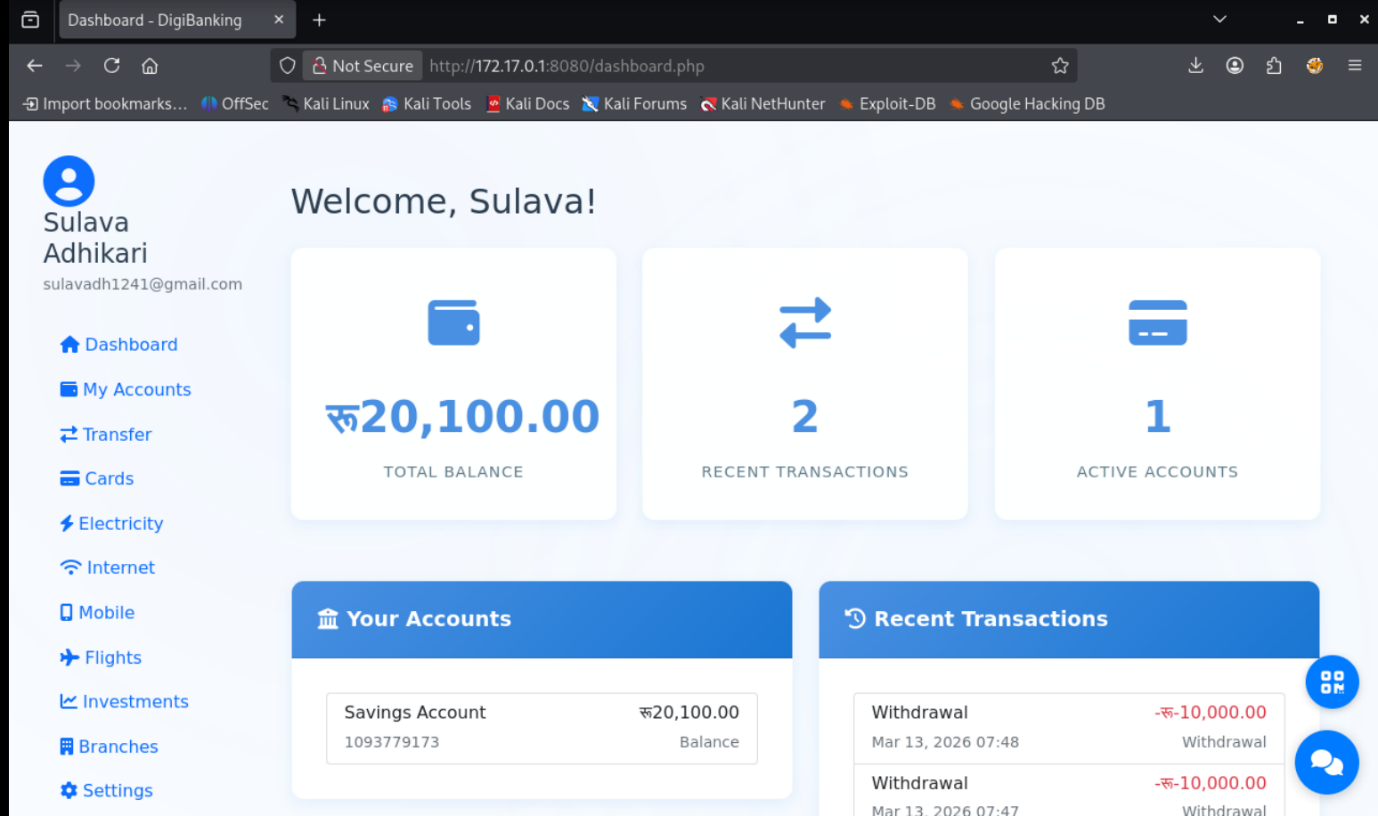 Dashboard - DigiBanking
Not Secure http://172.17.0.1:8080/dashboard.php
Import bookmarks... OffSec Kali Linux Kali Tools Kali Docs Kali Forums Kali NetHunter Exploit-DB Google Hacking DB
Sulava
Adhikari
sulavadh1241@gmail.com
Dashboard
My Accounts
Transfer
Cards
Electricity
Internet
Mobile
Flights
Investments
Branches
Settings
Welcome, Sulava!
रू20,100.00
TOTAL BALANCE
2
RECENT TRANSACTIONS
1
ACTIVE ACCOUNTS
Your Accounts
Savings Account रू20,100.00
1093779173 Balance
Recent Transactions
Withdrawal -रू-10,000.00
Mar 13, 2026 07:48 Withdrawal
Withdrawal -रू-10,000.00
Mar 13, 2026 07:47 Withdrawal